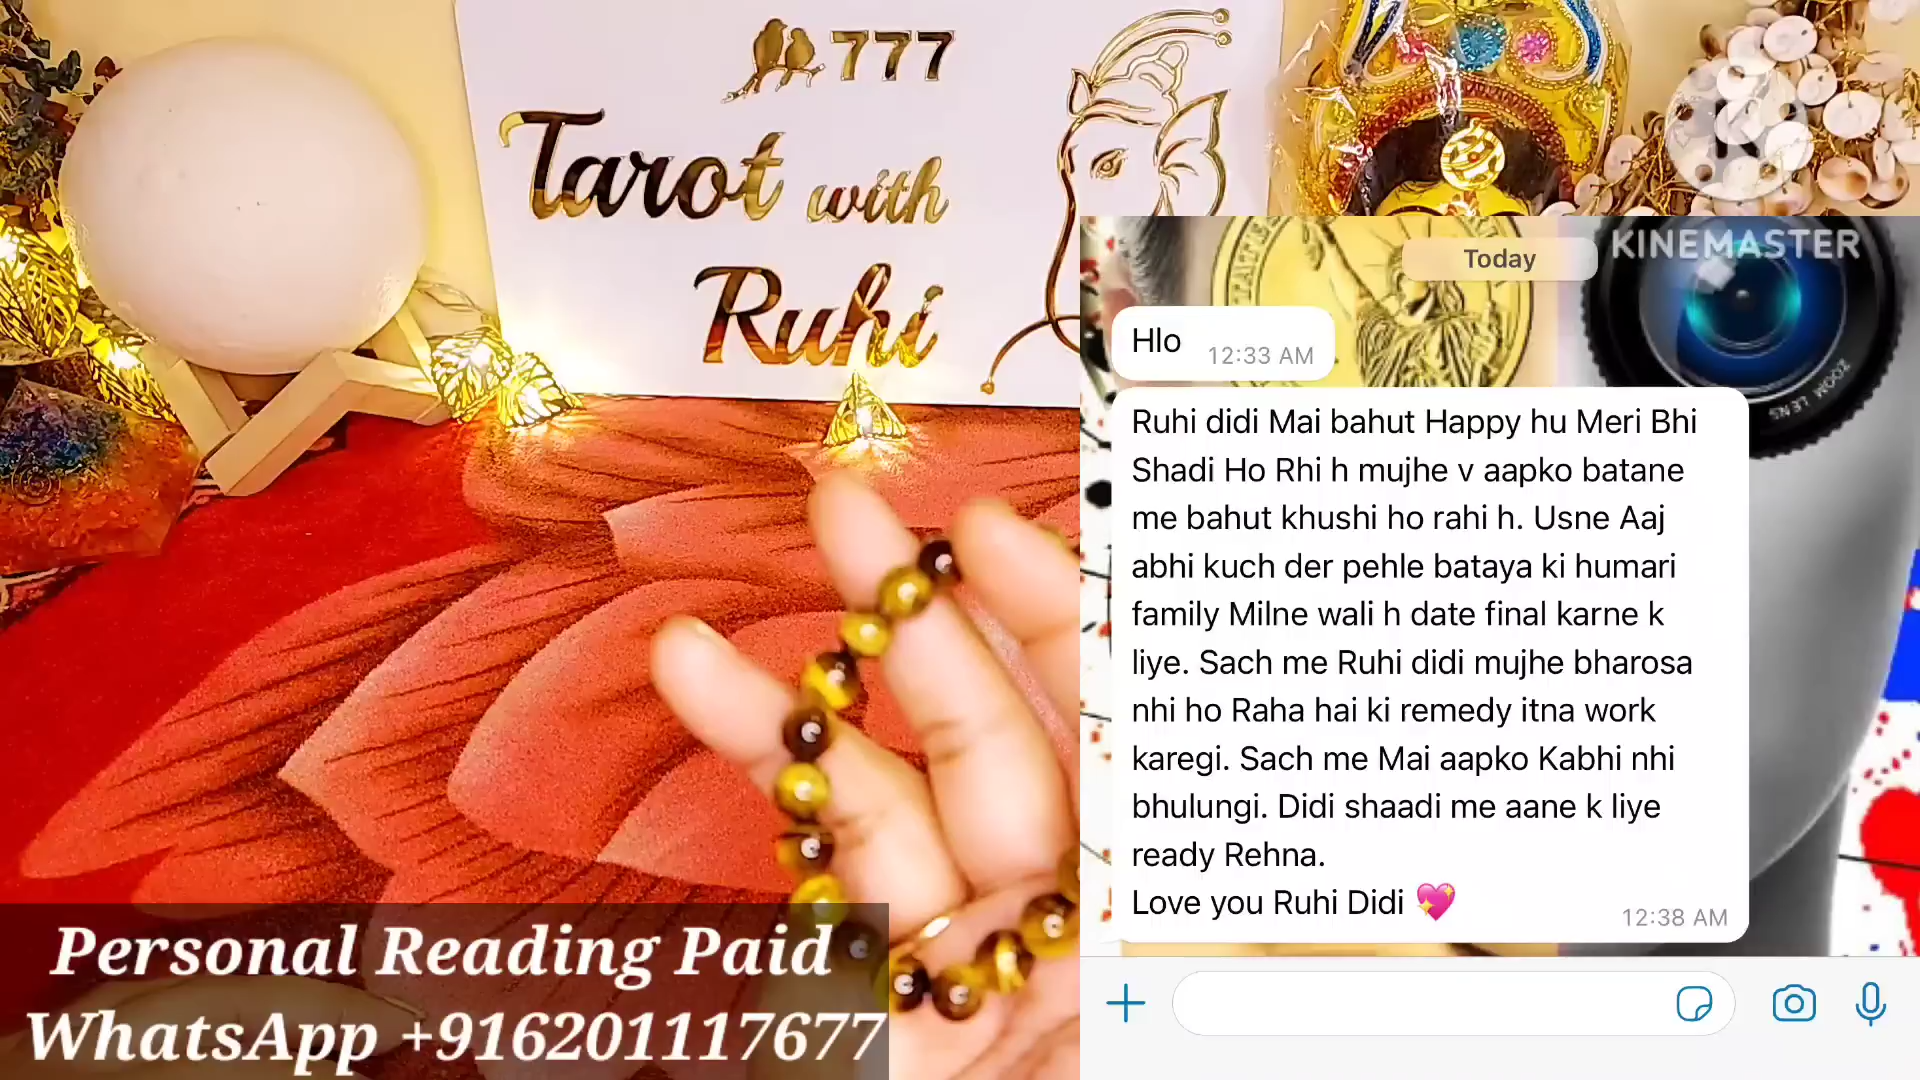 777
Tarot with
Ruhi
KINEMASTER
Today
ZOOM LENS
Hlo
12:33 AM
Ruhi didi Mai bahut Happy hu Meri Bhi
Shadi Ho Rhi h mujhe v aapko batane
me bahut khushi ho rahi h. Usne Aaj
abhi kuch der pehle bataya ki humari
family Milne wali h date final karne k
liye. Sach me Ruhi didi mujhe bharosa
nhi ho Raha hai ki remedy itna work
karegi. Sach me Mai aapko Kabhi nhi
bhulungi. Didi shaadi me aane k liye
ready Rehna.
Love you Ruhi Didi 💖
12:38 AM
Personal Reading Paid
WhatsApp +916201117677